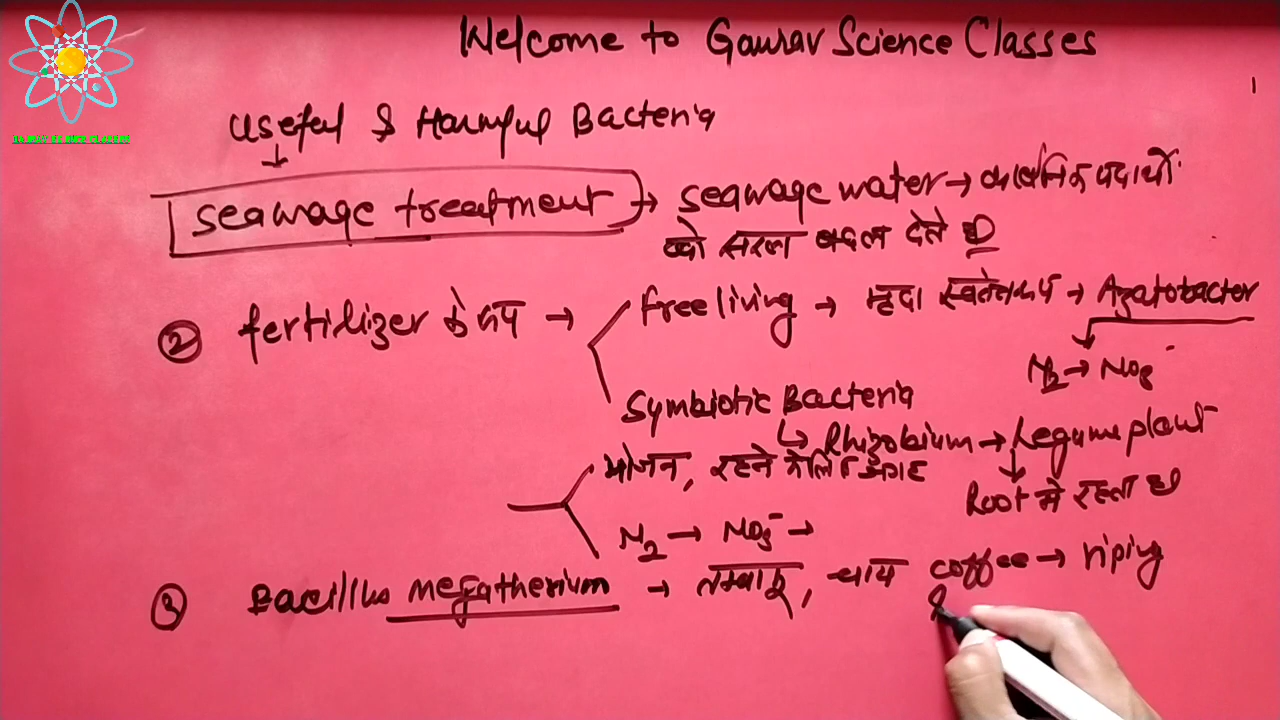 Welcome to Gaurav Science Classes
Useful & Harmful Bacteria
Seawage treatment → Seawage water → कार्बनिक पदार्थो
को सरल बदल देते है
② fertilizer के रूप →
free living → मृदा स्वतंत्र रूप → Azatobacter
N2 → NO3-
Symbiotic Bacteria
Rhizobium → Legume plant
भोजन, रहने के लिए जगह
Root मे रहता है
N2 → NO3- →
③ Bacillus megatherium → तम्बाकू, चाय coffee → riping